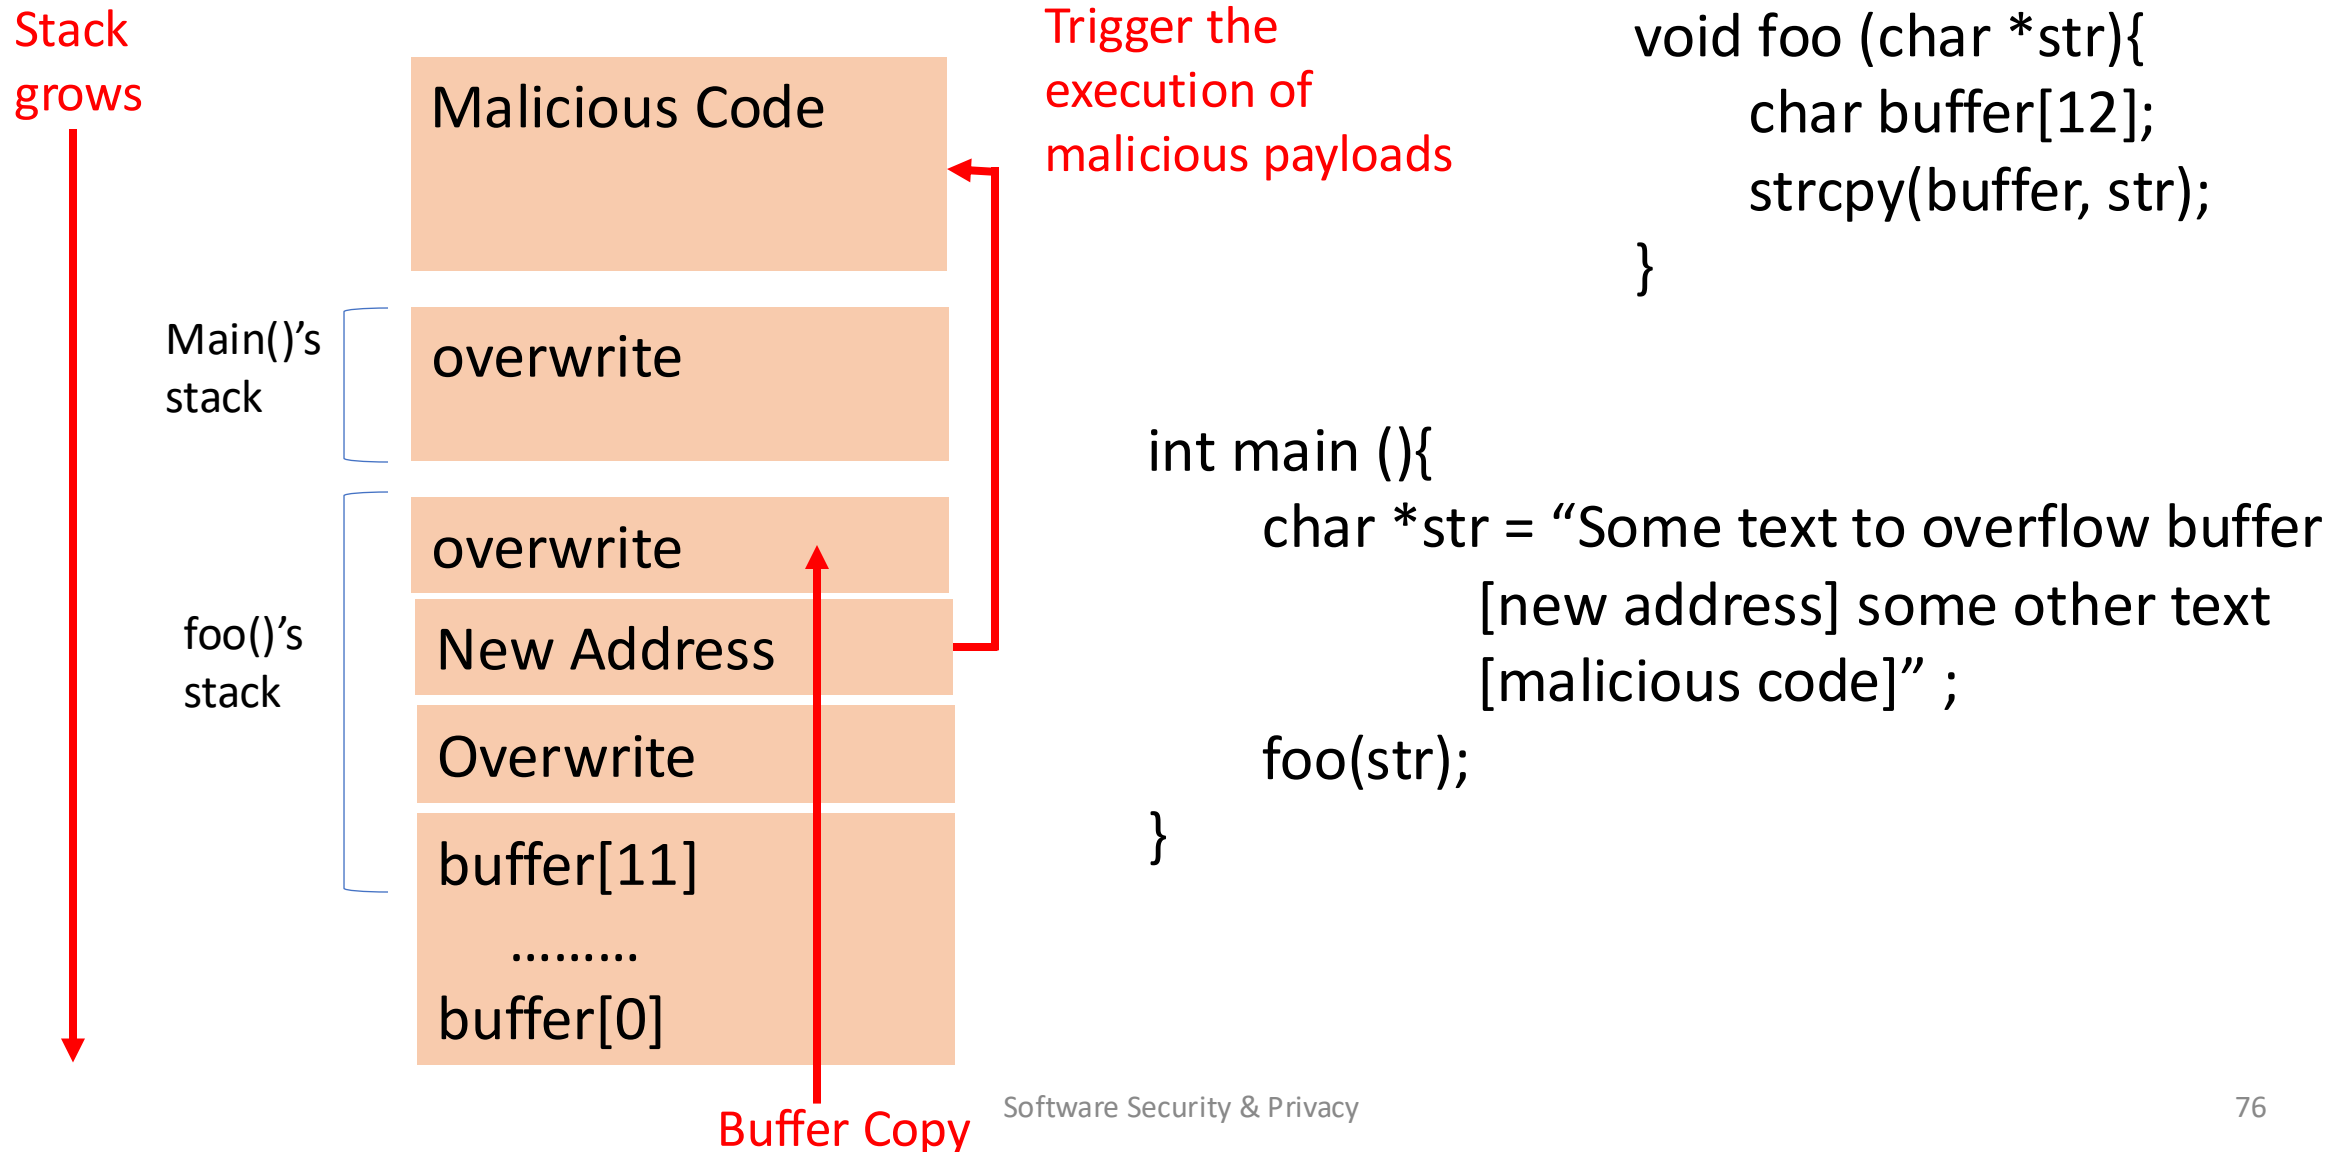 Stack
grows
Malicious Code
Main()’s
stack
overwrite
foo()’s
stack
overwrite
New Address
Overwrite
buffer[11]
………
buffer[0]
Buffer Copy
Trigger the
execution of
malicious payloads
void foo (char *str){
char buffer[12];
strcpy(buffer, str);
}
int main (){
char *str = “Some text to overflow buffer
[new address] some other text
[malicious code]” ;
foo(str);
}
Software Security & Privacy
76